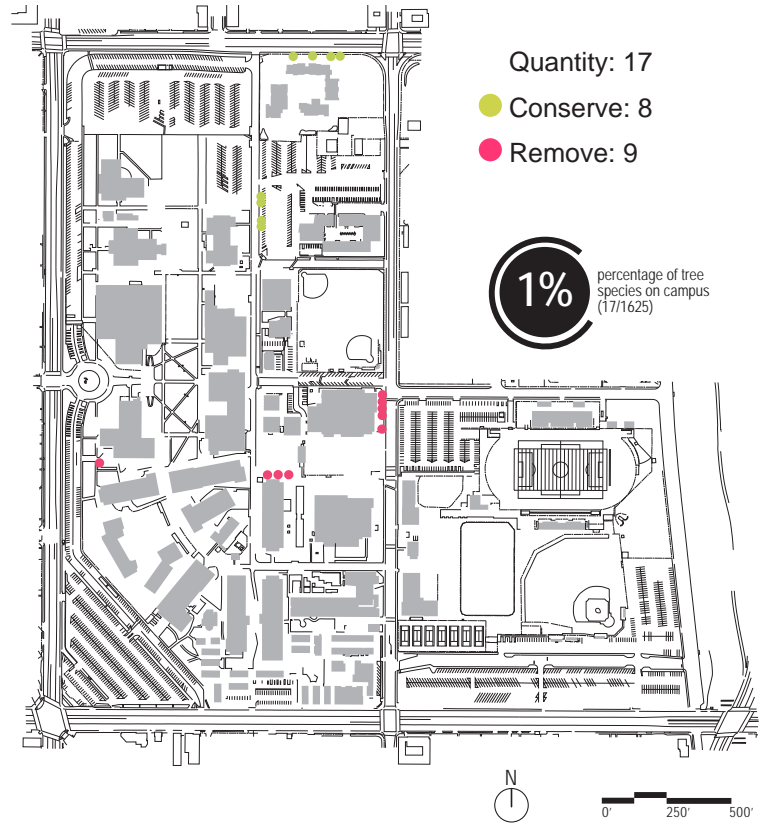 Quantity: 17
Conserve: 8
Remove: 9
1%
percentage of tree
species on campus
(17/1625)
N
0'
250'
500'